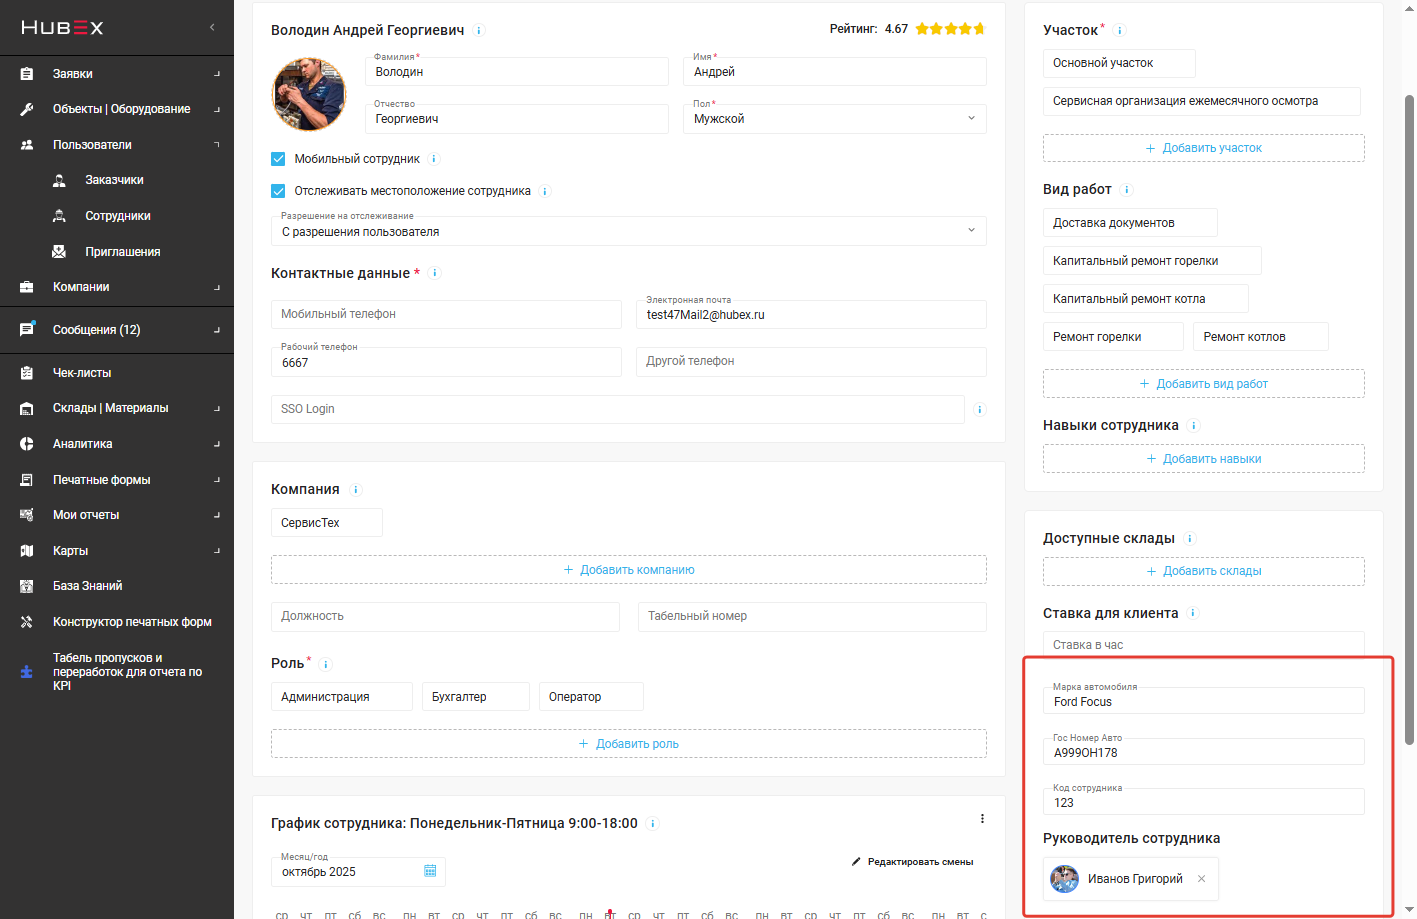 HUBEX
Заявки
Объекты | Оборудование
Пользователи
Заказчики
Сотрудники
Приглашения
Компании
Сообщения (12)
Чек-листы
Склады | Материалы
Аналитика
Печатные формы
Мои отчеты
Карты
База Знаний
Конструктор печатных форм
Табель пропусков и
переработок для отчета по
KPI
Володин Андрей Георгиевич
Рейтинг: 4.67
Фамилия*
Володин
Имя*
Андрей
Отчество
Георгиевич
Пол*
Мужской
Мобильный сотрудник
Отслеживать местоположение сотрудника
Разрешение на отслеживание
С разрешения пользователя
Контактные данные *
Мобильный телефон
Электронная почта
test47Mail2@hubex.ru
Рабочий телефон
6667
Другой телефон
SSO Login
Компания
СервисТех
+ Добавить компанию
Должность
Табельный номер
Роль*
Администрация
Бухгалтер
Оператор
+ Добавить роль
График сотрудника: Понедельник-Пятница 9:00-18:00
Месяц/год
октябрь 2025
Редактировать смены
ср чт пт сб вс пн вт ср чт пт сб вс пн вт ср чт пт сб вс пн вт ср чт пт сб вс пн вт с
Участок*
Основной участок
Сервисная организация ежемесячного осмотра
+ Добавить участок
Вид работ
Доставка документов
Капитальный ремонт горелки
Капитальный ремонт котла
Ремонт горелки
Ремонт котлов
+ Добавить вид работ
Навыки сотрудника
+ Добавить навыки
Доступные склады
+ Добавить склады
Ставка для клиента
Ставка в час
Марка автомобиля
Ford Focus
Гос Номер Авто
А999ОН178
Код сотрудника
123
Руководитель сотрудника
Иванов Григорий